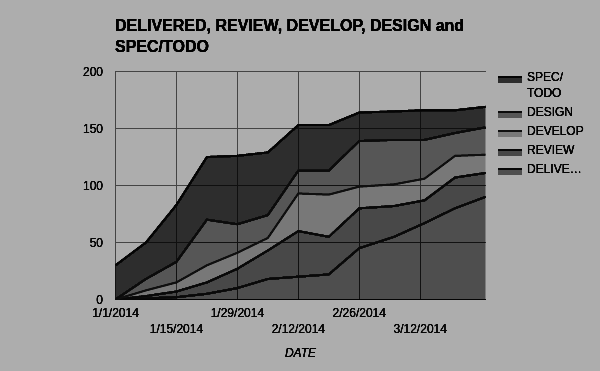 DELIVERED, REVIEW, DEVELOP, DESIGN and
SPEC/TODO
200
150
100
50
0
SPEC/
TODO
DESIGN
DEVELOP
REVIEW
DELIVE...
1/1/2014
1/29/2014
2/26/2014
1/15/2014
2/12/2014
3/12/2014
DATE